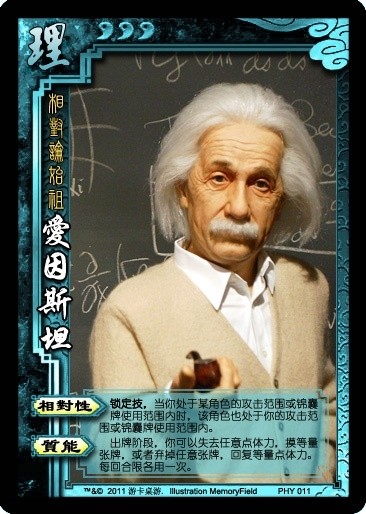 理
相對論始祖
愛因斯坦
相對性
锁定技，当你处于某角色的攻击范围或锦囊
牌使用范围内时，该角色也处于你的攻击范
围或锦囊牌使用范围内。
質能
出牌阶段，你可以失去任意点体力，摸等量
张牌，或者弃掉任意张牌，回复等量点体力。
每回合限各用一次。
™&© 2011 游卡桌游. Illustration MemoryField
PHY 011